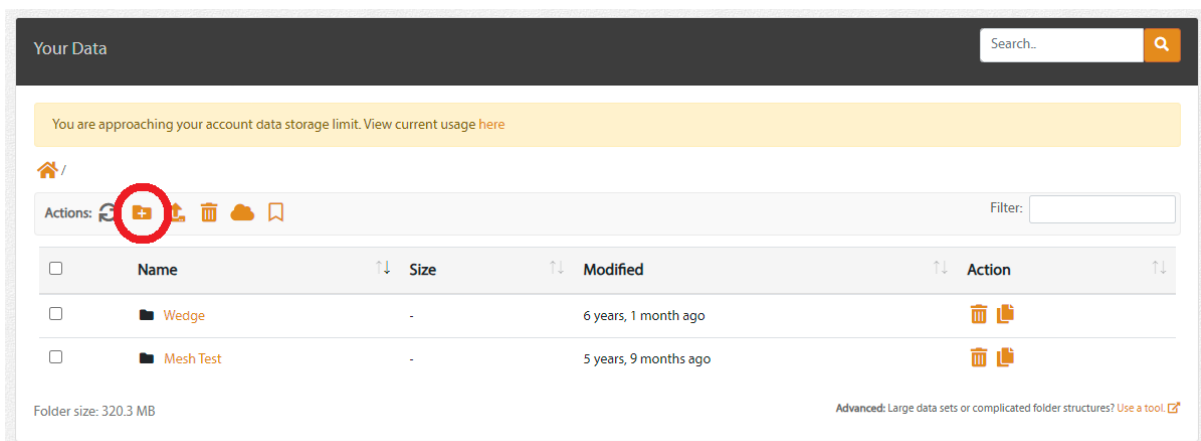 Your Data
Search..
You are approaching your account data storage limit. View current usage here
/
Actions:
Filter:
Name Size Modified Action
Wedge - 6 years, 1 month ago
Mesh Test - 5 years, 9 months ago
Folder size: 320.3 MB
Advanced: Large data sets or complicated folder structures? Use a tool.